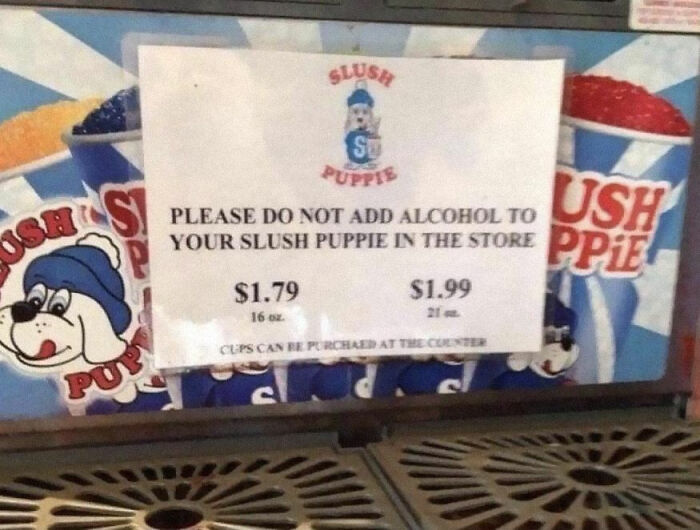 SLUSH
PUPPIE
PLEASE DO NOT ADD ALCOHOL TO
YOUR SLUSH PUPPIE IN THE STORE
$1.79 $1.99
16 oz. 21 oz.
CUPS CAN BE PURCHAED AT THE COUNTER
USH
PUPP
S
USH
PPiE